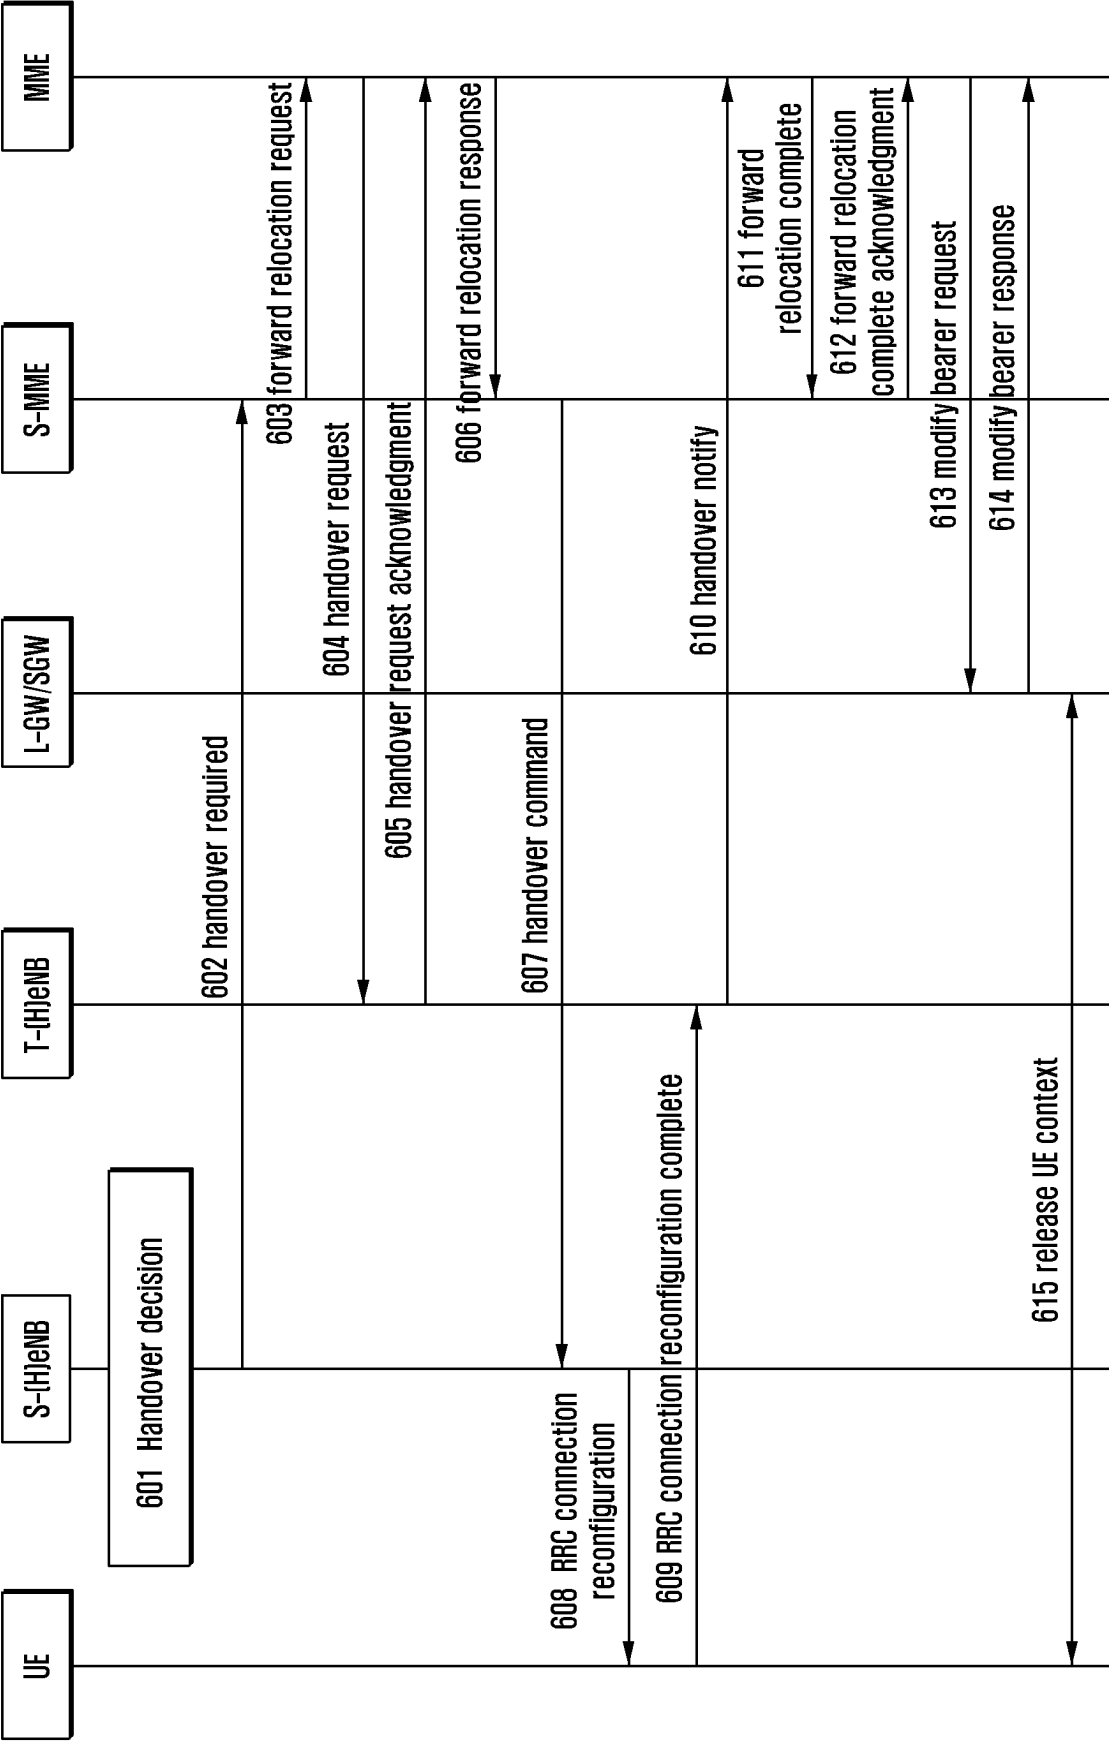 UE
S-(H)eNB
T-(H)eNB
L-GW/SGW
S-MME
MME
601 Handover decision
602 handover required
603 forward relocation request
604 handover request
605 handover request acknowledgment
606 forward relocation response
607 handover command
608 RRC connection
reconfiguration
609 RRC connection reconfiguration complete
610 handover notify
611 forward
relocation complete
612 forward relocation
complete acknowledgment
613 modify bearer request
614 modify bearer response
615 release UE context